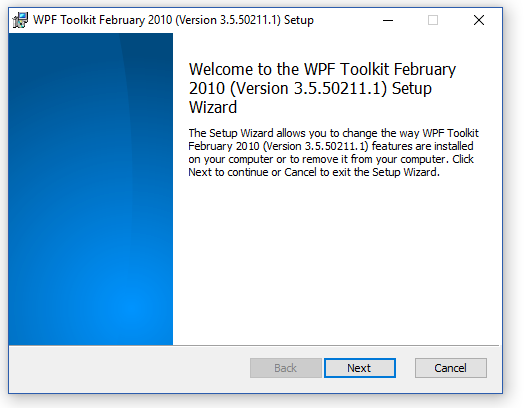 WPF Toolkit February 2010 (Version 3.5.50211.1) Setup
Welcome to the WPF Toolkit February
2010 (Version 3.5.50211.1) Setup
Wizard
The Setup Wizard allows you to change the way WPF Toolkit
February 2010 (Version 3.5.50211.1) features are installed
on your computer or to remove it from your computer. Click
Next to continue or Cancel to exit the Setup Wizard.
Back
Next
Cancel